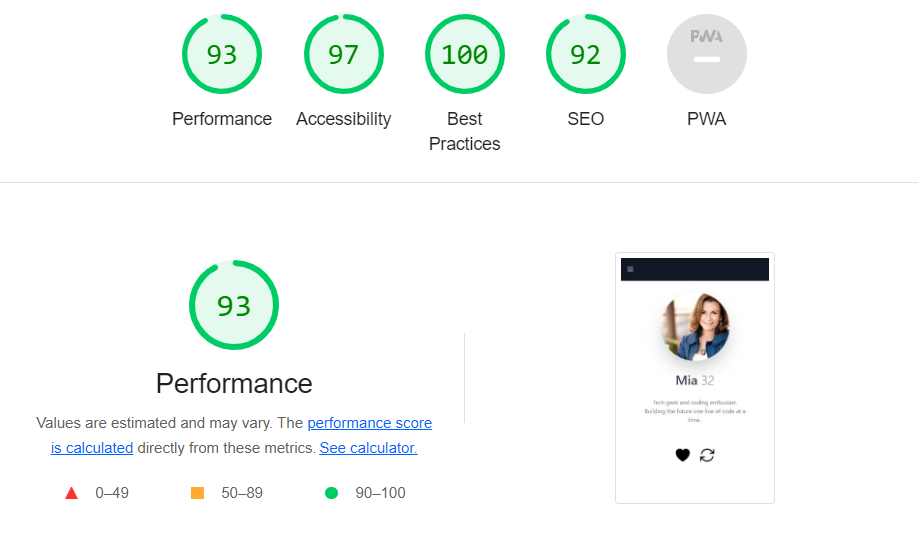 93
97
100
92
PWA
Performance
Accessibility
Best
Practices
SEO
PWA
93
Performance
Values are estimated and may vary. The performance score
is calculated directly from these metrics. See calculator.
0–49
50–89
90–100
Mia 32
Tech geek and coding enthusiast.
Building the future one line of code at a
time.